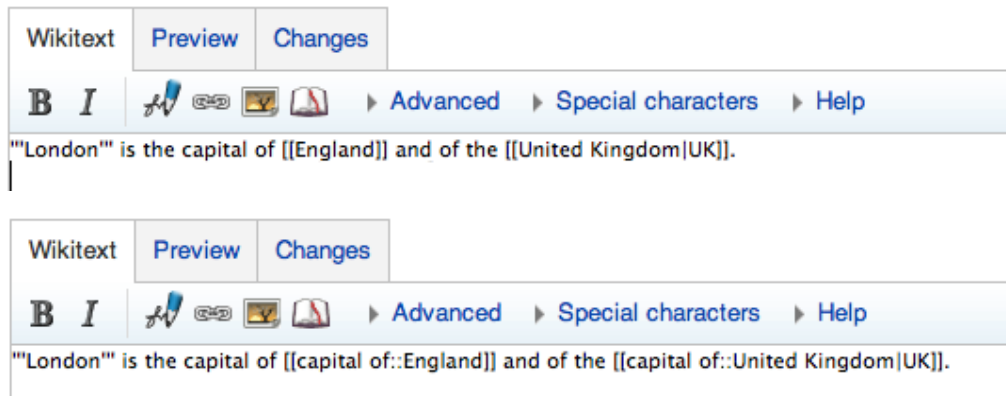 Wikitext Preview Changes
B I Advanced Special characters Help
'''London''' is the capital of [[England]] and of the [[United Kingdom|UK]].
Wikitext Preview Changes
B I Advanced Special characters Help
'''London''' is the capital of [[capital of::England]] and of the [[capital of::United Kingdom|UK]].